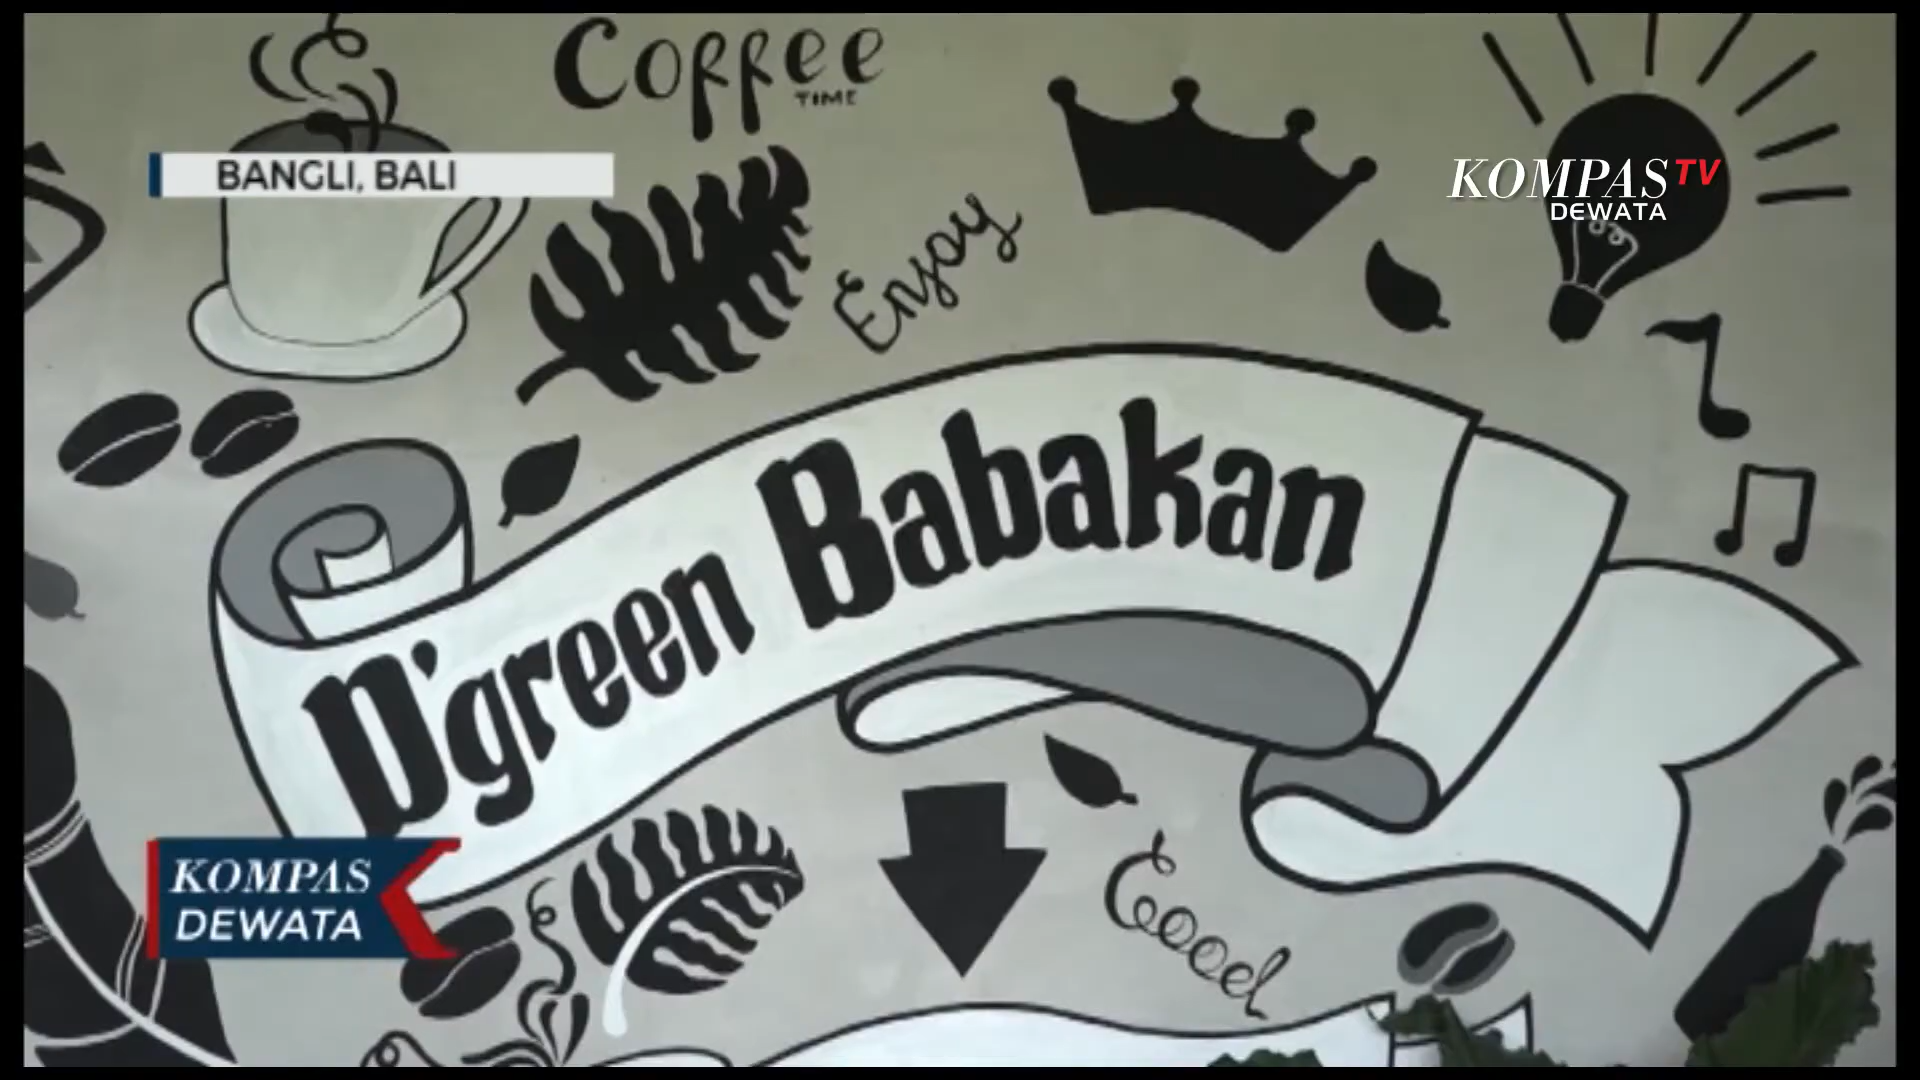 Coffee
TIME
BANGLI, BALI
KOMPAS TV
DEWATA
Enjoy
D'green Babakan
KOMPAS
DEWATA
Good